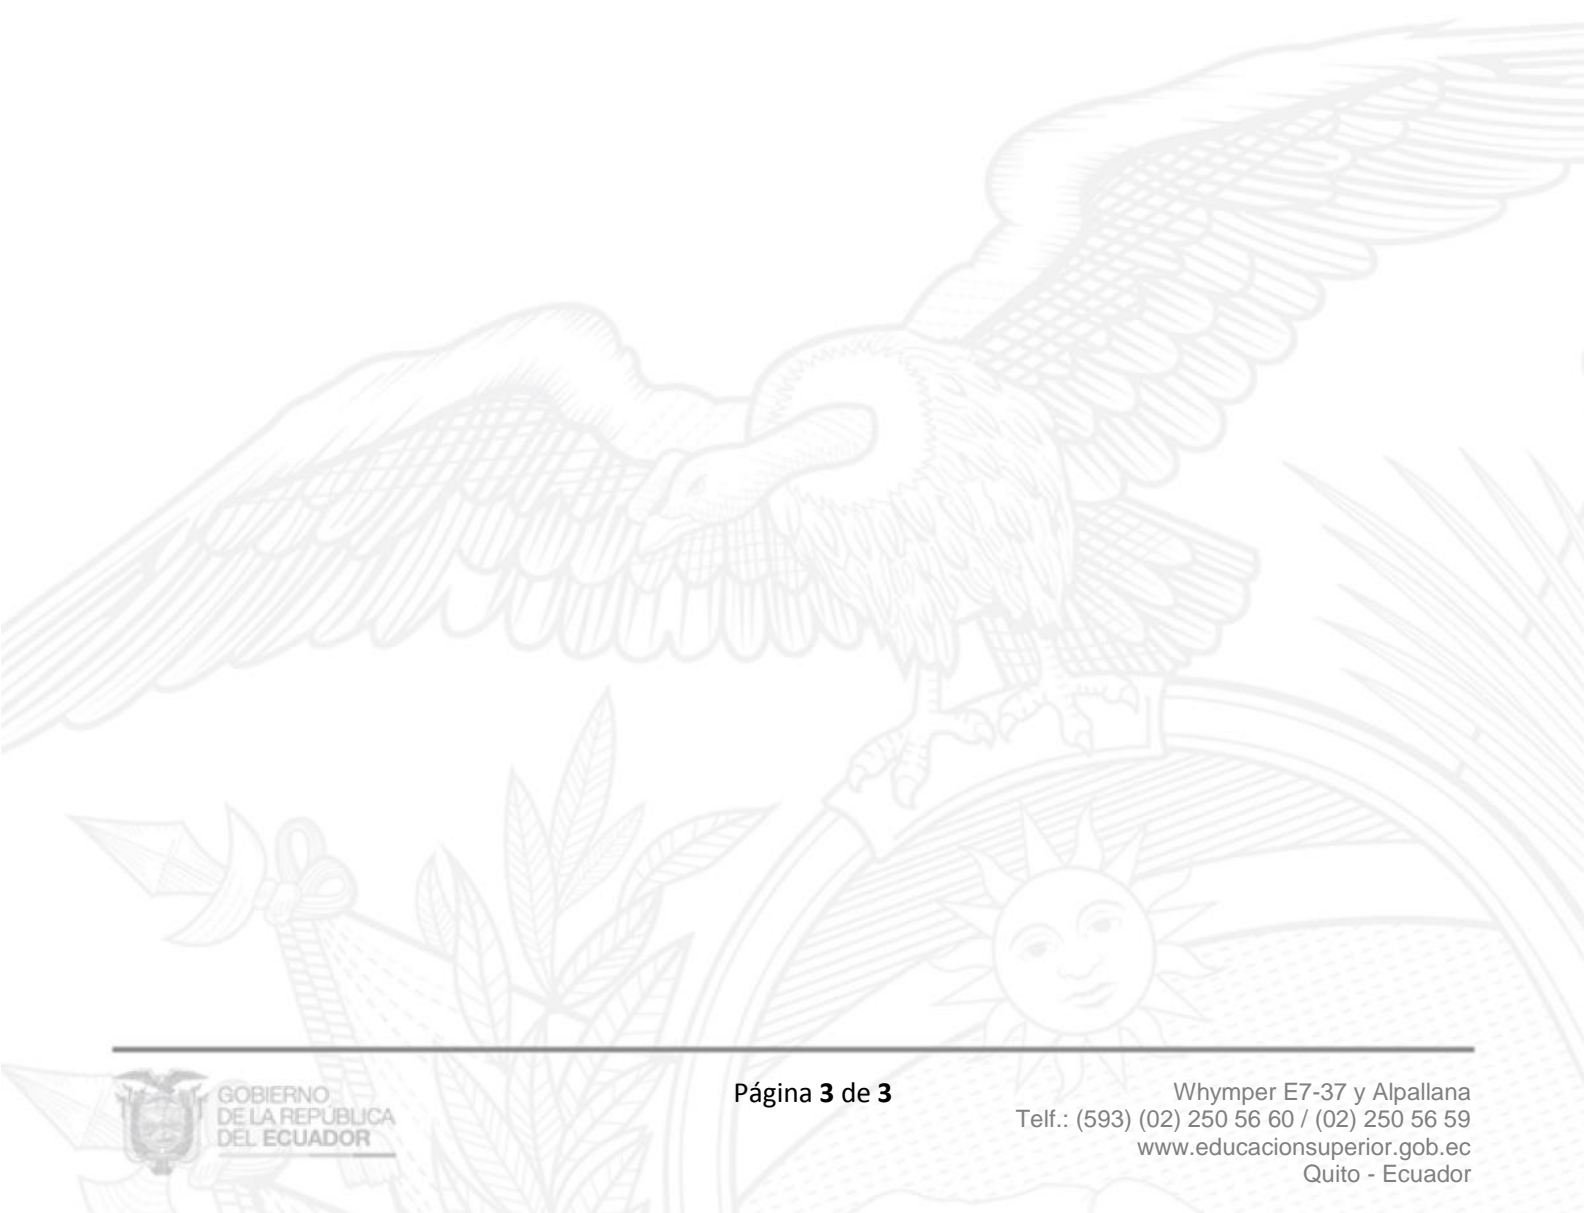 GOBIERNO
DE LA REPÚBLICA
DEL ECUADOR
Página 3 de 3
Whymper E7-37 y Alpallana
Telf.: (593) (02) 250 56 60 / (02) 250 56 59
www.educacionsuperior.gob.ec
Quito - Ecuador